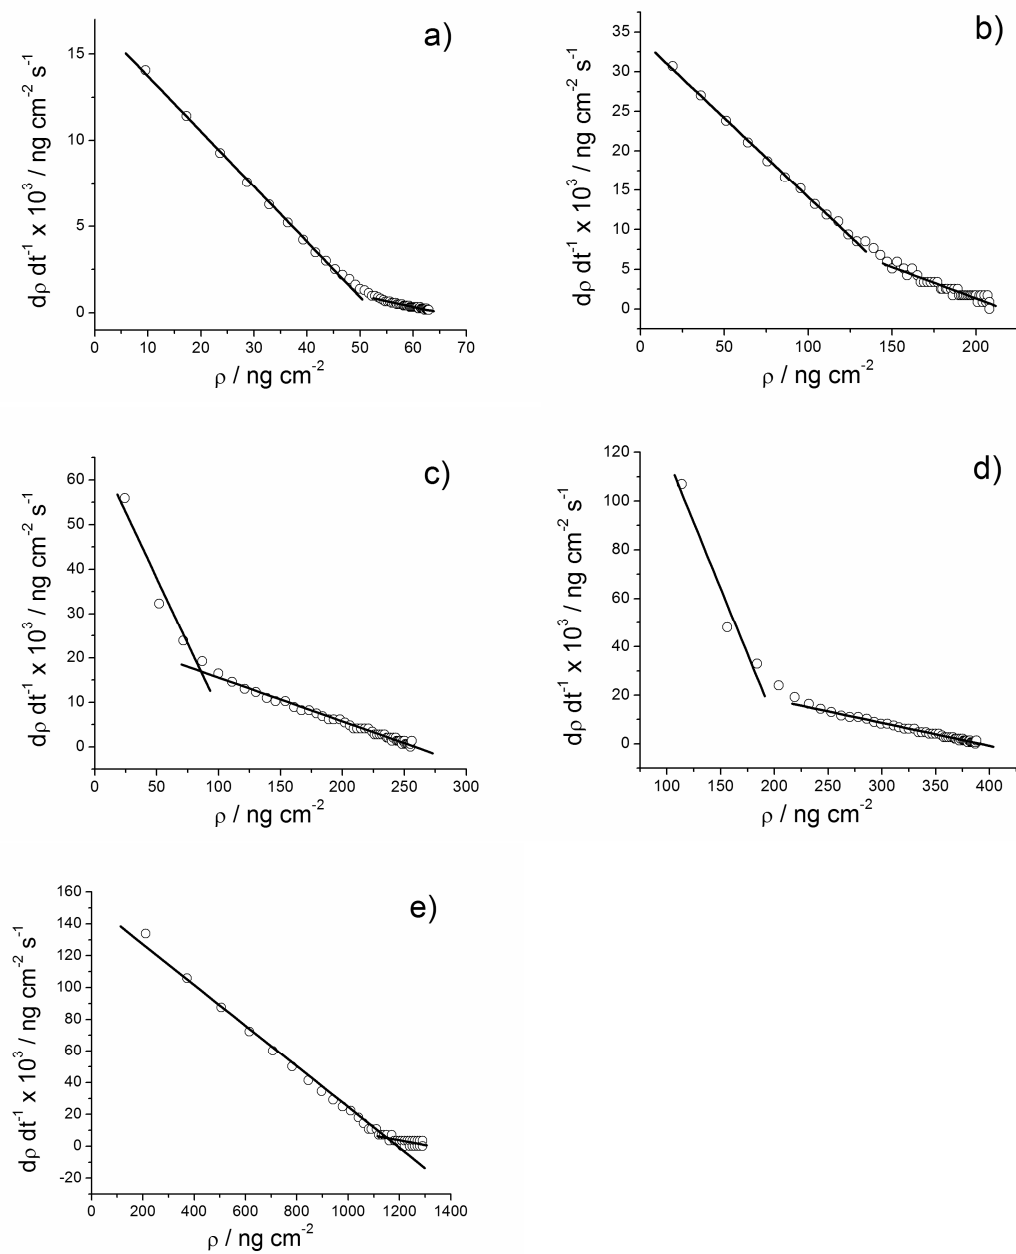 a)
15
10
5
0
0 10 20 30 40 50 60 70
dρ dt⁻¹ x 10³ / ng cm⁻² s⁻¹
ρ / ng cm⁻²
b)
35
30
25
20
15
10
5
0
0 50 100 150 200
dρ dt⁻¹ x 10³ / ng cm⁻² s⁻¹
ρ / ng cm⁻²
c)
60
50
40
30
20
10
0
0 50 100 150 200 250 300
dρ dt⁻¹ x 10³ / ng cm⁻² s⁻¹
ρ / ng cm⁻²
d)
120
100
80
60
40
20
0
100 150 200 250 300 350 400
dρ dt⁻¹ x 10³ / ng cm⁻² s⁻¹
ρ / ng cm⁻²
e)
160
140
120
100
80
60
40
20
0
-20
0 200 400 600 800 1000 1200 1400
dρ dt⁻¹ x 10³ / ng cm⁻² s⁻¹
ρ / ng cm⁻²